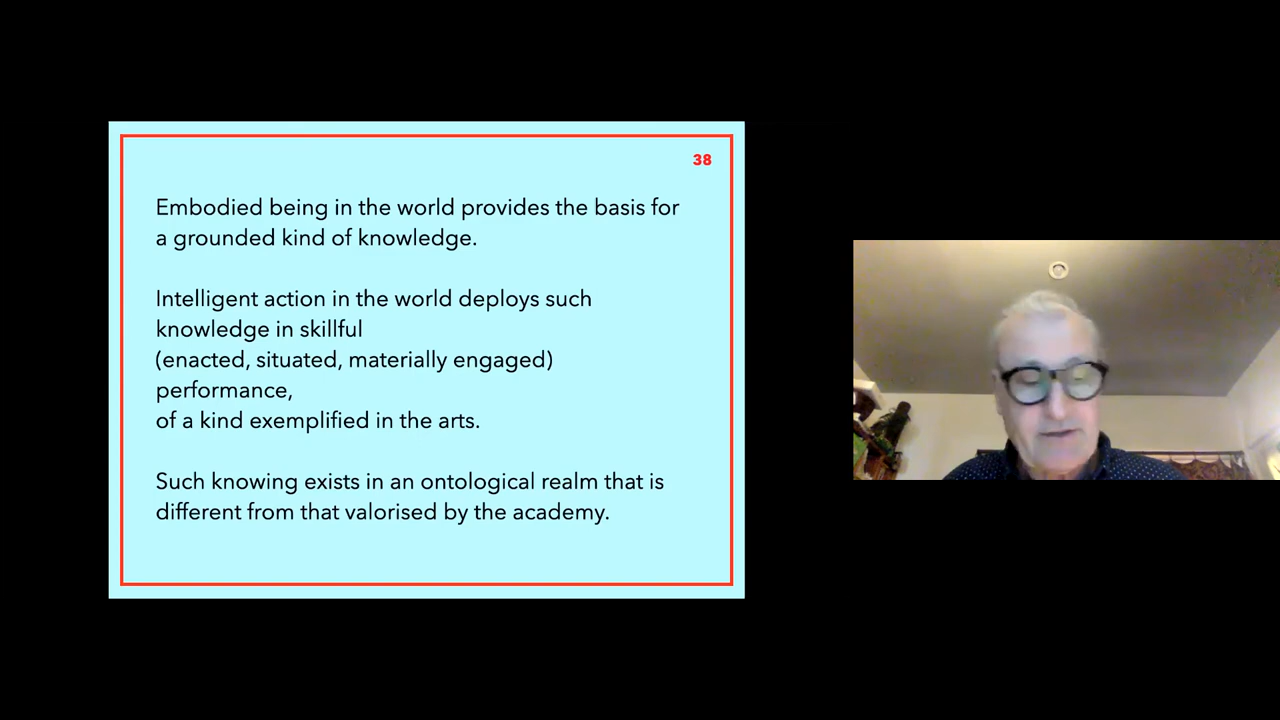 38
Embodied being in the world provides the basis for
a grounded kind of knowledge.
Intelligent action in the world deploys such
knowledge in skillful
(enacted, situated, materially engaged)
performance,
of a kind exemplified in the arts.
Such knowing exists in an ontological realm that is
different from that valorised by the academy.